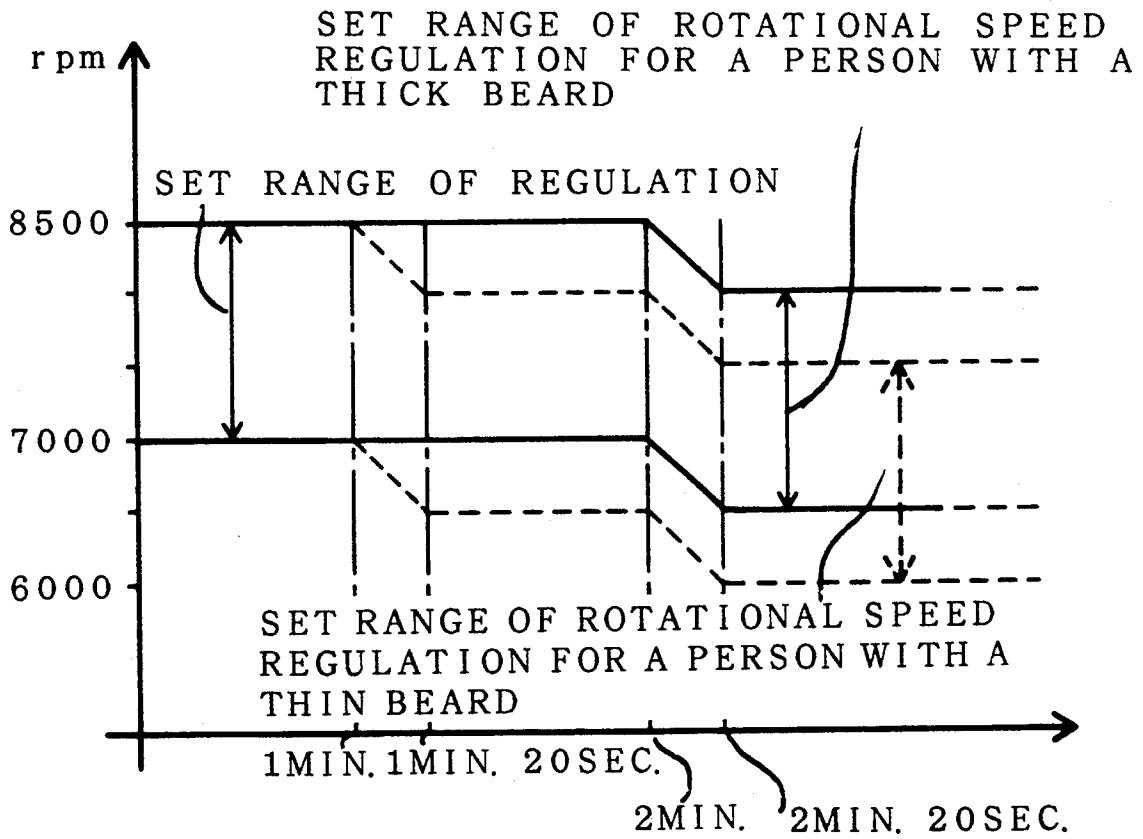 SET RANGE OF ROTATIONAL SPEED
REGULATION FOR A PERSON WITH A
THICK BEARD
rpm
SET RANGE OF REGULATION
8500
7000
6000
SET RANGE OF ROTATIONAL SPEED
REGULATION FOR A PERSON WITH A
THIN BEARD
1MIN. 1MIN. 20SEC.
2MIN. 2MIN. 20SEC.